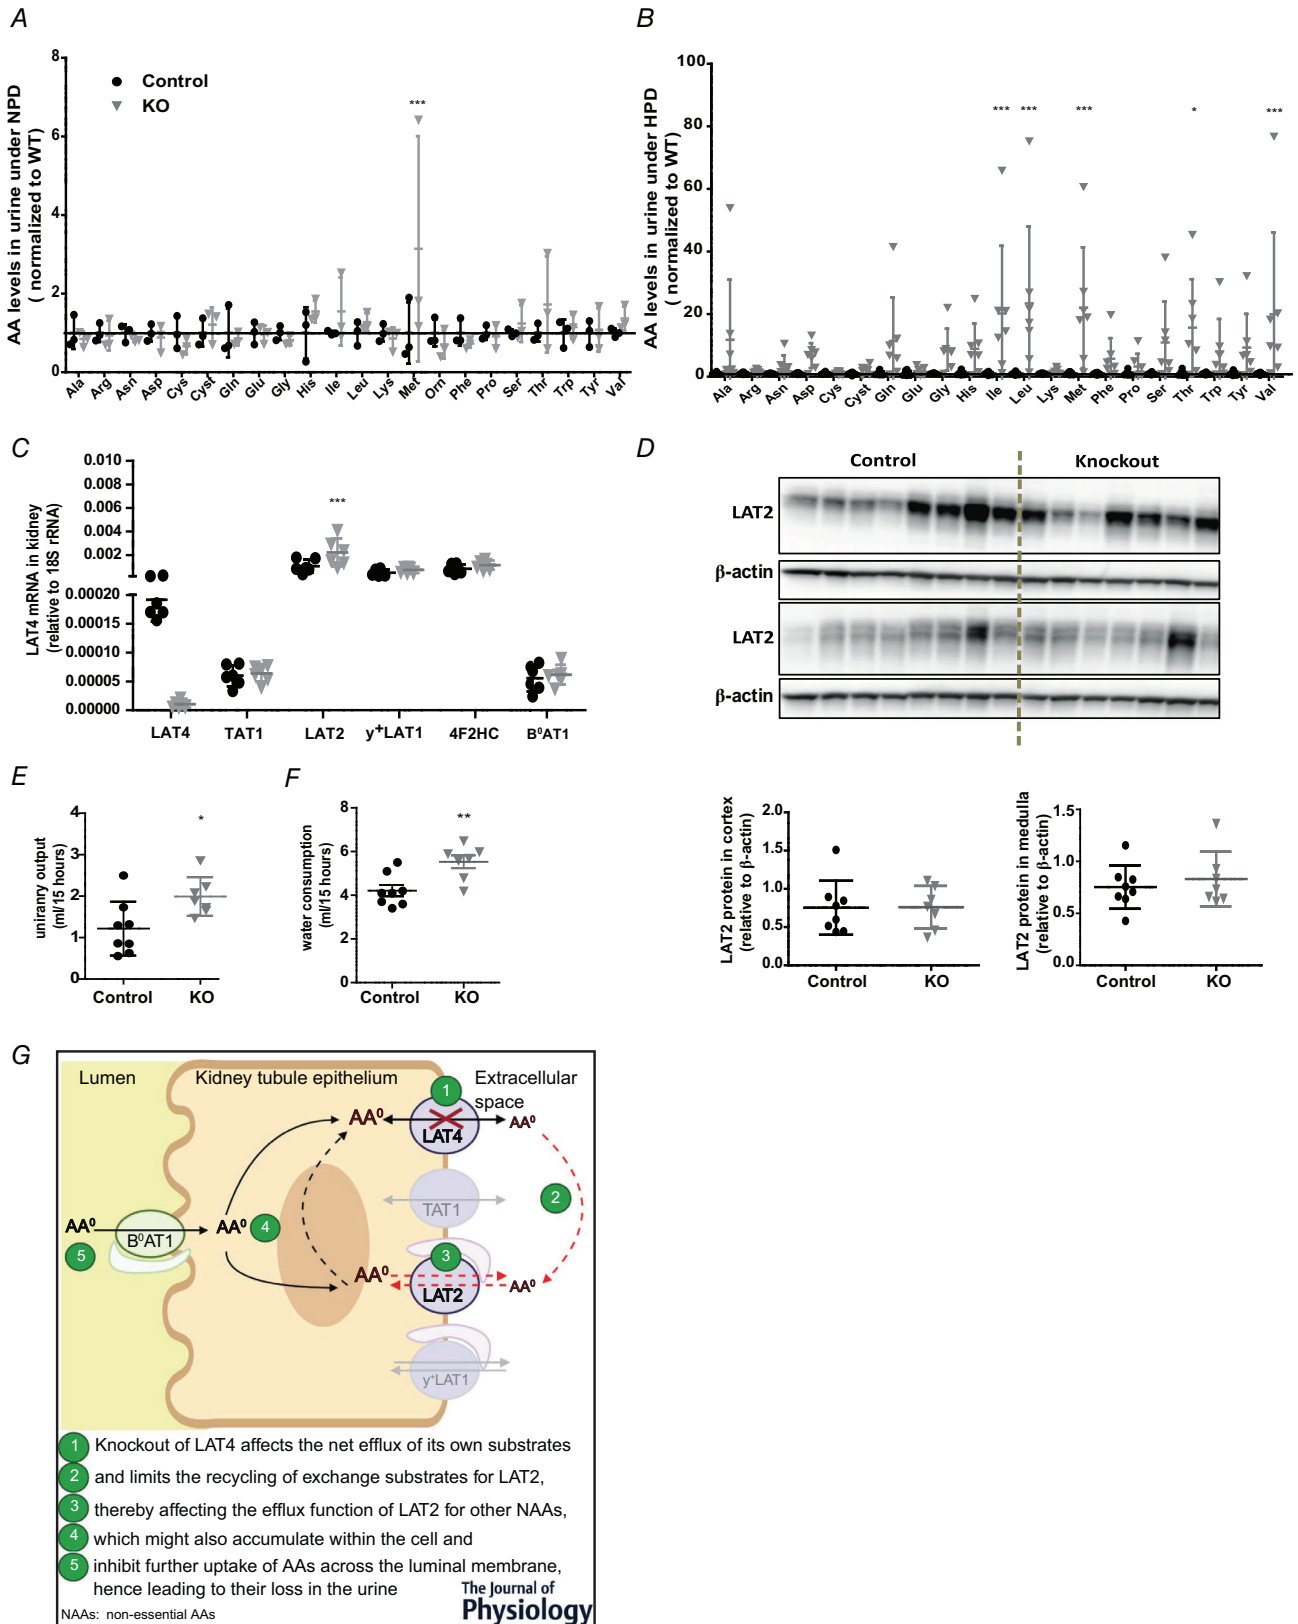 A
AA levels in urine under NPD
( normalized to WT)
8
6
4
2
0
Control
KO
***
Ala Arg Asn Asp Cys Cyst Gln Glu Gly His Ile Leu Lys Met Orn Phe Pro Ser Thr Trp Tyr Val
B
AA levels in urine under HPD
( normalized to WT)
100
80
60
40
20
0
*** *** *** * ***
Ala Arg Asn Asp Cys Cyst Gln Glu Gly His Ile Leu Lys Met Phe Pro Ser Thr Trp Tyr Val
C
LAT4 mRNA in kidney
(relative to 18S rRNA)
0.010
0.008
0.006
0.004
0.002
0.00020
0.00015
0.00010
0.00005
0.00000
***
LAT4 TAT1 LAT2 y⁺LAT1 4F2HC B⁰AT1
D
Control Knockout
LAT2
β-actin
LAT2
β-actin
LAT2 protein in cortex
(relative to β-actin)
2.0
1.5
1.0
0.5
0.0
Control KO
LAT2 protein in medulla
(relative to β-actin)
1.5
1.0
0.5
0.0
Control KO
E
uniranny output
(ml/15 hours)
4
3
2
1
0
*
Control KO
F
water consumption
(ml/15 hours)
8
6
4
2
0
**
Control KO
G
Lumen Kidney tubule epithelium Extracellular
space
1
AA⁰ AA⁰
LAT4
2
TAT1
AA⁰ B⁰AT1 AA⁰ 4
5
3
AA⁰ AA⁰
LAT2
y⁺LAT1
1 Knockout of LAT4 affects the net efflux of its own substrates
2 and limits the recycling of exchange substrates for LAT2,
3 thereby affecting the efflux function of LAT2 for other NAAs,
4 which might also accumulate within the cell and
5 inhibit further uptake of AAs across the luminal membrane,
hence leading to their loss in the urine
NAAs: non-essential AAs
The Journal of
Physiology